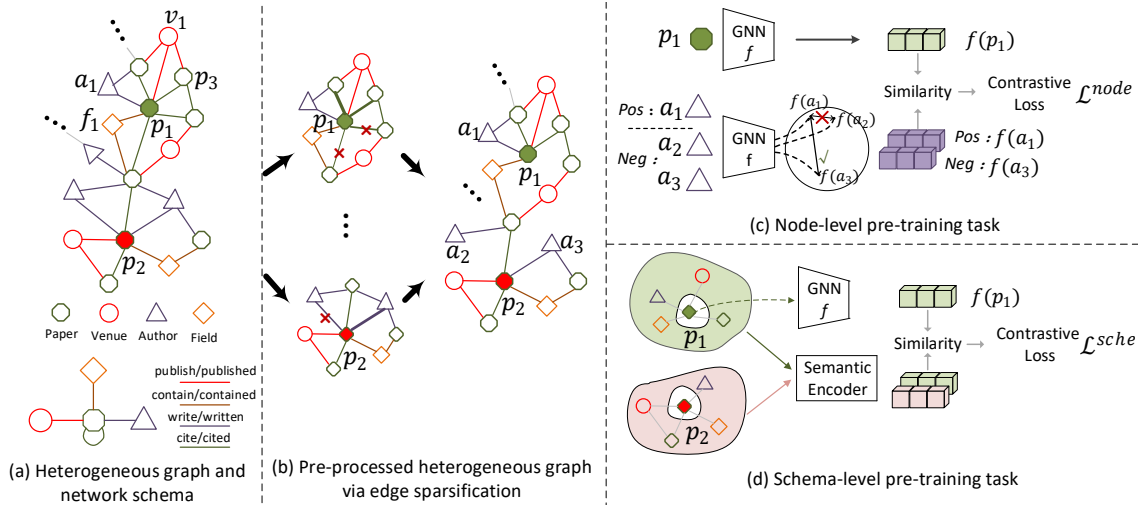 v₁
a₁
p₃
f₁
p₁
p₂
Paper
Venue
Author
Field
publish/published
contain/contained
write/written
cite/cited
(a) Heterogeneous graph and
network schema
p₁
p₂
a₁
p₁
a₂
a₃
p₂
(b) Pre-processed heterogeneous graph
via edge sparsification
p₁
GNN
f
f(p₁)
Similarity
Contrastive
Loss
ℒⁿᵒᵈᵉ
Pos: a₁
Neg: a₂
a₃
GNN
f
f(a₁)
f(a₂)
√
f(a₃)
Pos: f(a₁)
Neg: f(a₃)
(c) Node-level pre-training task
p₁
GNN
f
f(p₁)
Similarity
Contrastive
Loss
ℒˢᶜʰᵉ
Semantic
Encoder
p₂
(d) Schema-level pre-training task